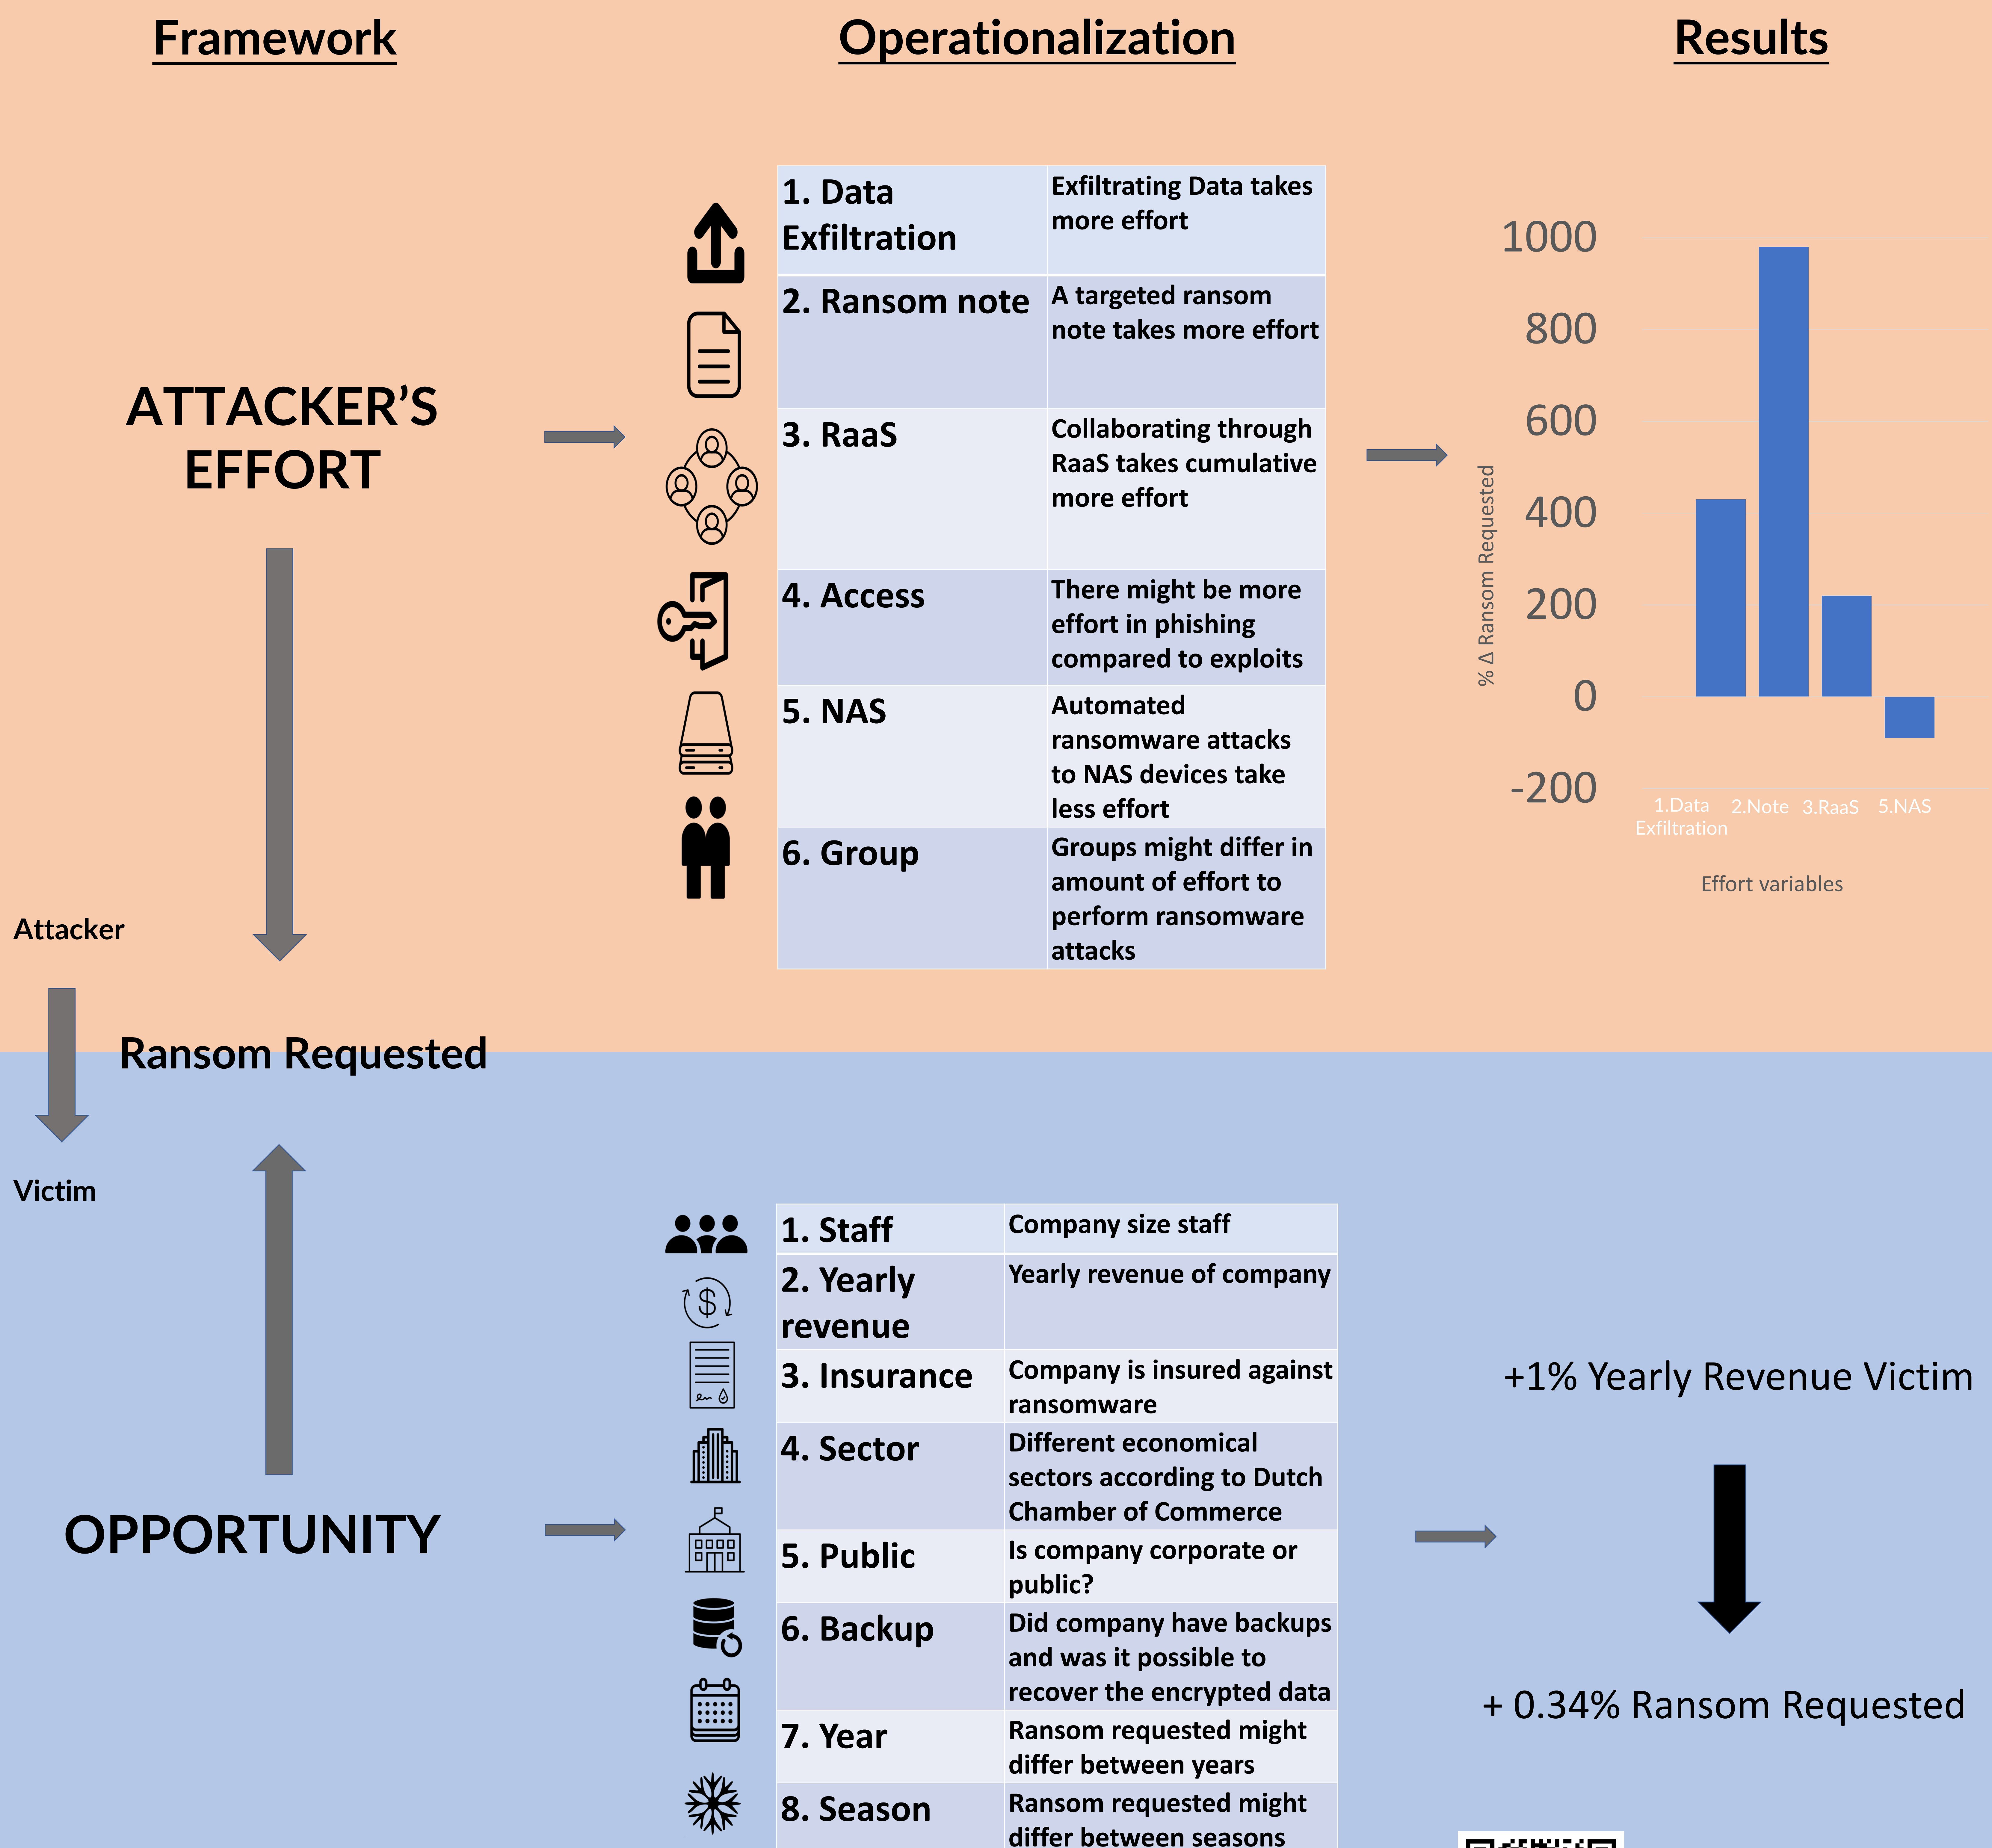 Framework
Operationalization
Results
ATTACKER’S
EFFORT
1. Data
Exfiltration
Exfiltrating Data takes
more effort
2. Ransom note
A targeted ransom
note takes more effort
3. RaaS
Collaborating through
RaaS takes cumulative
more effort
4. Access
There might be more
effort in phishing
compared to exploits
5. NAS
Automated
ransomware attacks
to NAS devices take
less effort
6. Group
Groups might differ in
amount of effort to
perform ransomware
attacks
% Δ Ransom Requested
1000
800
600
400
200
0
-200
1.Data
Exfiltration
2.Note
3.RaaS
5.NAS
Effort variables
Attacker
Ransom Requested
Victim
OPPORTUNITY
1. Staff
Company size staff
2. Yearly
revenue
Yearly revenue of company
3. Insurance
Company is insured against
ransomware
4. Sector
Different economical
sectors according to Dutch
Chamber of Commerce
5. Public
Is company corporate or
public?
6. Backup
Did company have backups
and was it possible to
recover the encrypted data
7. Year
Ransom requested might
differ between years
8. Season
Ransom requested might
differ between seasons
+1% Yearly Revenue Victim
+ 0.34% Ransom Requested